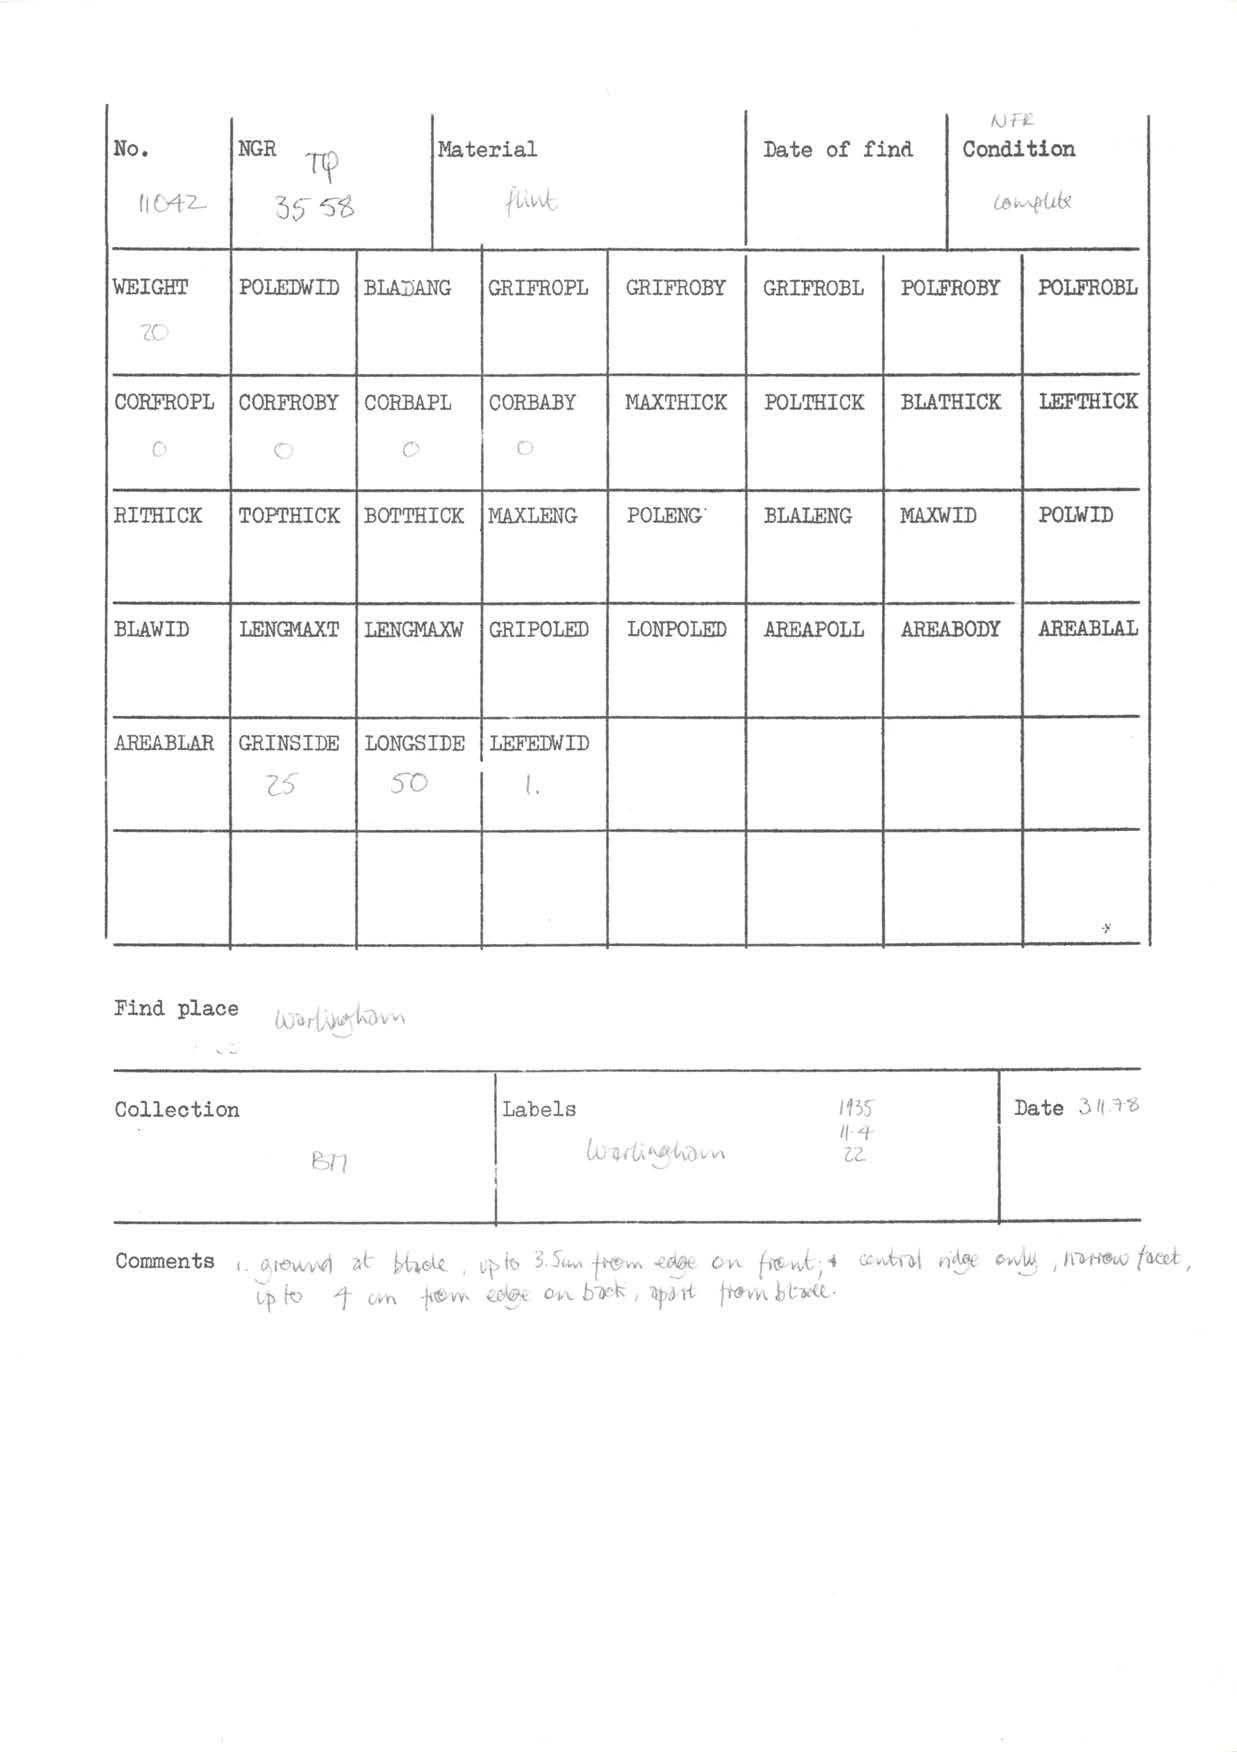 NFR
No. NGR TQ Material Date of find Condition
11042 35 58 flint complete
WEIGHT POLEDWID BLADANG GRIFROPL GRIFROBY GRIFROBL POLFROBY POLFROBL
20
CORFROPL CORFROBY CORBAPL CORBABY MAXTHICK POLTHICK BLATHICK LEFTHICK
0 0 0 0
RITHICK TOPTHICK BOTTHICK MAXLENG POLENG BLALENG MAXWID POLWID
BLAWID LENGMAXT LENGMAXW GRIPOLED LONPOLED AREAPOLL AREABODY AREABLAL
AREABLAR GRINSIDE LONGSIDE LEFEDWID
25 50 1.
Find place Warlingham
Collection Labels 1935 Date 3 11.78
11.4
BM Warlingham 22
Comments 1. ground at blade, up to 3.5cm from edge on front; + central ridge only, narrow facet,
up to 4 cm from edge on back, apart from blade.